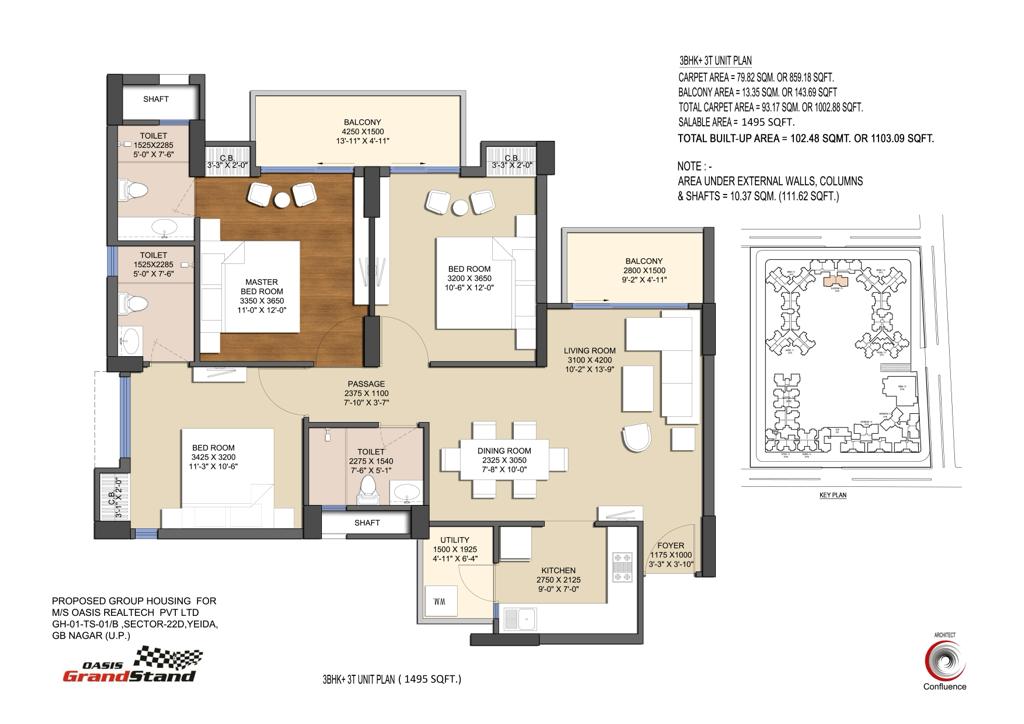 3BHK+ 3T UNIT PLAN
CARPET AREA = 79.82 SQM. OR 859.18 SQFT.
BALCONY AREA = 13.35 SQM. OR 143.69 SQFT
TOTAL CARPET AREA = 93.17 SQM. OR 1002.88 SQFT.
SALABLE AREA = 1495 SQFT.
TOTAL BUILT-UP AREA = 102.48 SQMT. OR 1103.09 SQFT.
NOTE : -
AREA UNDER EXTERNAL WALLS, COLUMNS
& SHAFTS = 10.37 SQM. (111.62 SQFT.)
SHAFT
TOILET
1525X2285
5'-0" X 7'-6"
C.B.
3'-3" X 2'-0"
BALCONY
4250 X1500
13'-11" X 4'-11"
C.B.
3'-3" X 2'-0"
TOILET
1525X2285
5'-0" X 7'-6"
MASTER
BED ROOM
3350 X 3650
11'-0" X 12'-0"
BED ROOM
3200 X 3650
10'-6" X 12'-0"
BALCONY
2800 X1500
9'-2" X 4'-11"
LIVING ROOM
3100 X 4200
10'-2" X 13'-9"
PASSAGE
2375 X 1100
7'-10" X 3'-7"
BED ROOM
3425 X 3200
11'-3" X 10'-6"
TOILET
2275 X 1540
7'-6" X 5'-1"
DINING ROOM
2325 X 3050
7'-8" X 10'-0"
C.B.
3'-1" X 2'-0"
SHAFT
UTILITY
1500 X 1925
4'-11" X 6'-4"
W.M.
KITCHEN
2750 X 2125
9'-0" X 7'-0"
FOYER
1175 X1000
3'-3" X 3'-10"
KEY PLAN
PROPOSED GROUP HOUSING FOR
M/S OASIS REALTECH PVT LTD
GH-01-TS-01/B ,SECTOR-22D,YEIDA,
GB NAGAR (U.P.)
OASIS
GrandStand
3BHK+ 3T UNIT PLAN ( 1495 SQFT.)
ARCHITECT
Confluence